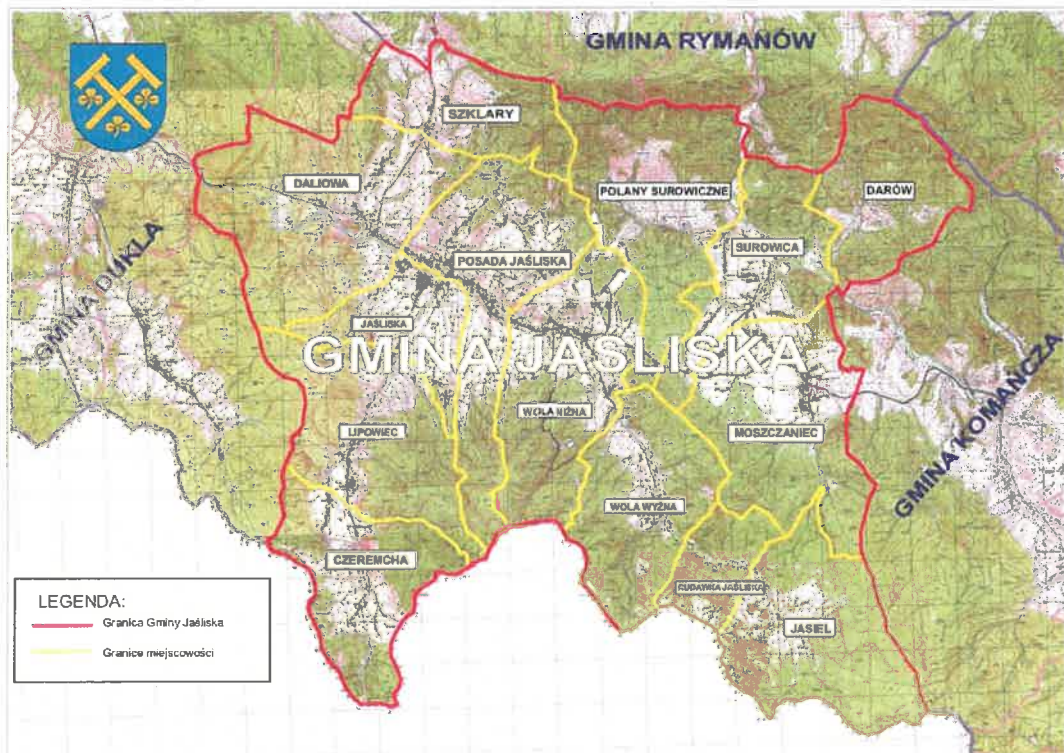 GMINA RYMANÓW
SZKLARY
DALIOWA
POLANY SUROWICZNE
DARÓW
GMINA DUKLA
POSADA JAŚLISKA
SUROWICA
JAŚLISKA
GMINA JAŚLISKA
WOLA NIŻNA
GMINA KOMAŃCZA
LIPOWIEC
MOSZCZANIEC
WOLA WYŻNA
CZEREMCHA
RUDAWKA JAŚLISKA
JASIEL
LEGENDA:
Granica Gminy Jaśliska
Granice miejscowości